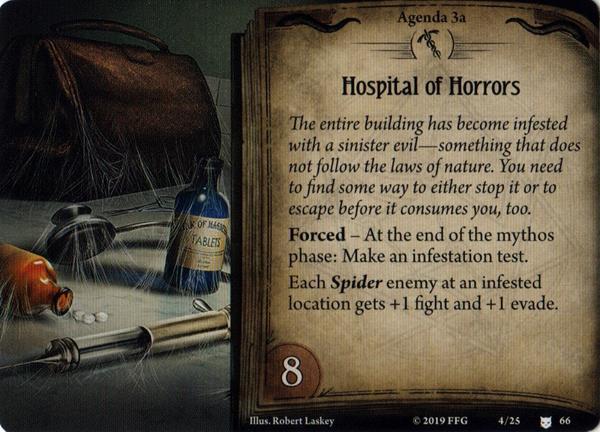 Agenda 3a
Hospital of Horrors
The entire building has become infested
with a sinister evil—something that does
not follow the laws of nature. You need
to find some way to either stop it or to
escape before it consumes you, too.
Forced – At the end of the mythos
phase: Make an infestation test.
Each Spider enemy at an infested
location gets +1 fight and +1 evade.
TABLETS
8
Illus. Robert Laskey
© 2019 FFG
4/25
66